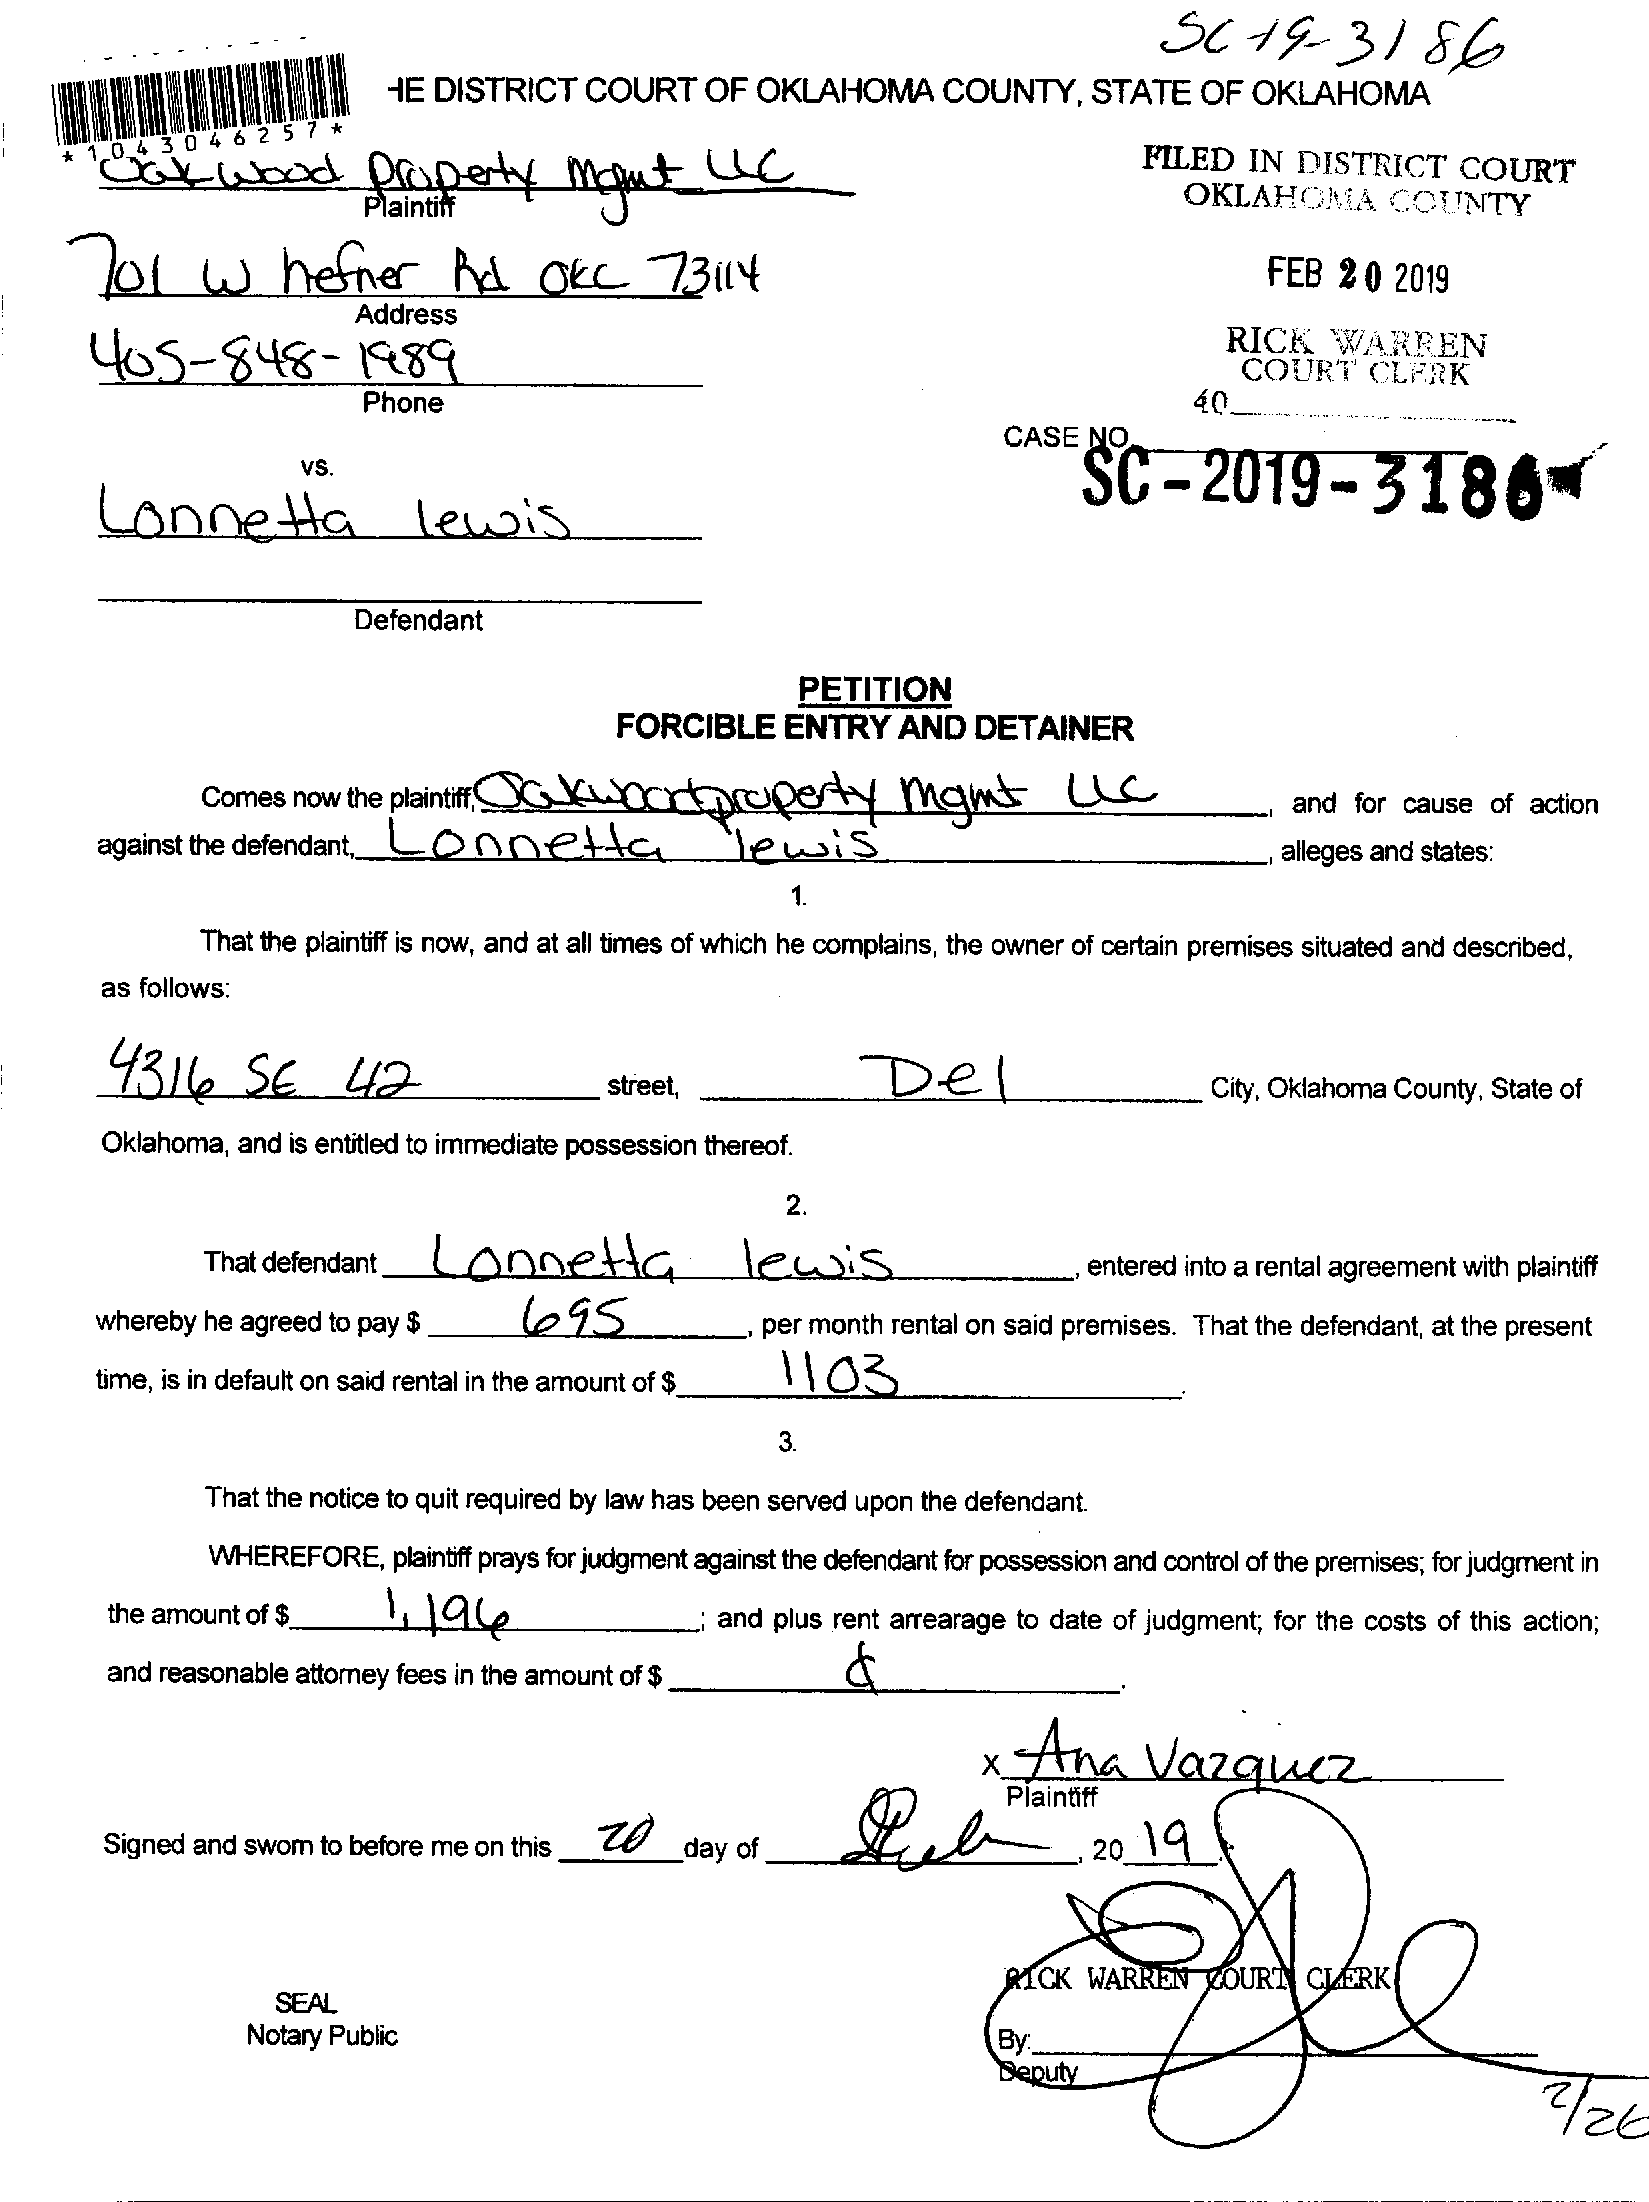 SC-19-3186
HE DISTRICT COURT OF OKLAHOMA COUNTY, STATE OF OKLAHOMA
*1043046257*
Oakwood property Mgmt LLC
Plaintiff
FILED IN DISTRICT COURT
OKLAHOMA COUNTY
701 W hefner Rd OKC 73114
Address
FEB 20 2019
405-848-1989
Phone
RICK WARREN
COURT CLERK
40
CASE NO.
SC-2019-3186
vs.
Lonnetta lewis
Defendant
PETITION
FORCIBLE ENTRY AND DETAINER
Comes now the plaintiff, Oakwood property Mgmt LLC, and for cause of action
against the defendant, Lonnetta lewis, alleges and states:
1.
That the plaintiff is now, and at all times of which he complains, the owner of certain premises situated and described,
as follows:
4316 SE 42 street, Del City, Oklahoma County, State of
Oklahoma, and is entitled to immediate possession thereof.
2.
That defendant Lonnetta lewis, entered into a rental agreement with plaintiff
whereby he agreed to pay $ 695, per month rental on said premises. That the defendant, at the present
time, is in default on said rental in the amount of $ 1103.
3.
That the notice to quit required by law has been served upon the defendant.
WHEREFORE, plaintiff prays for judgment against the defendant for possession and control of the premises; for judgment in
the amount of $ 1,196; and plus rent arrearage to date of judgment; for the costs of this action;
and reasonable attorney fees in the amount of $.
x Ana Vazquez
Plaintiff
Signed and sworn to before me on this 20 day of Feb, 2019.
RICK WARREN COURT CLERK
SEAL
Notary Public
By:
Deputy
2/26